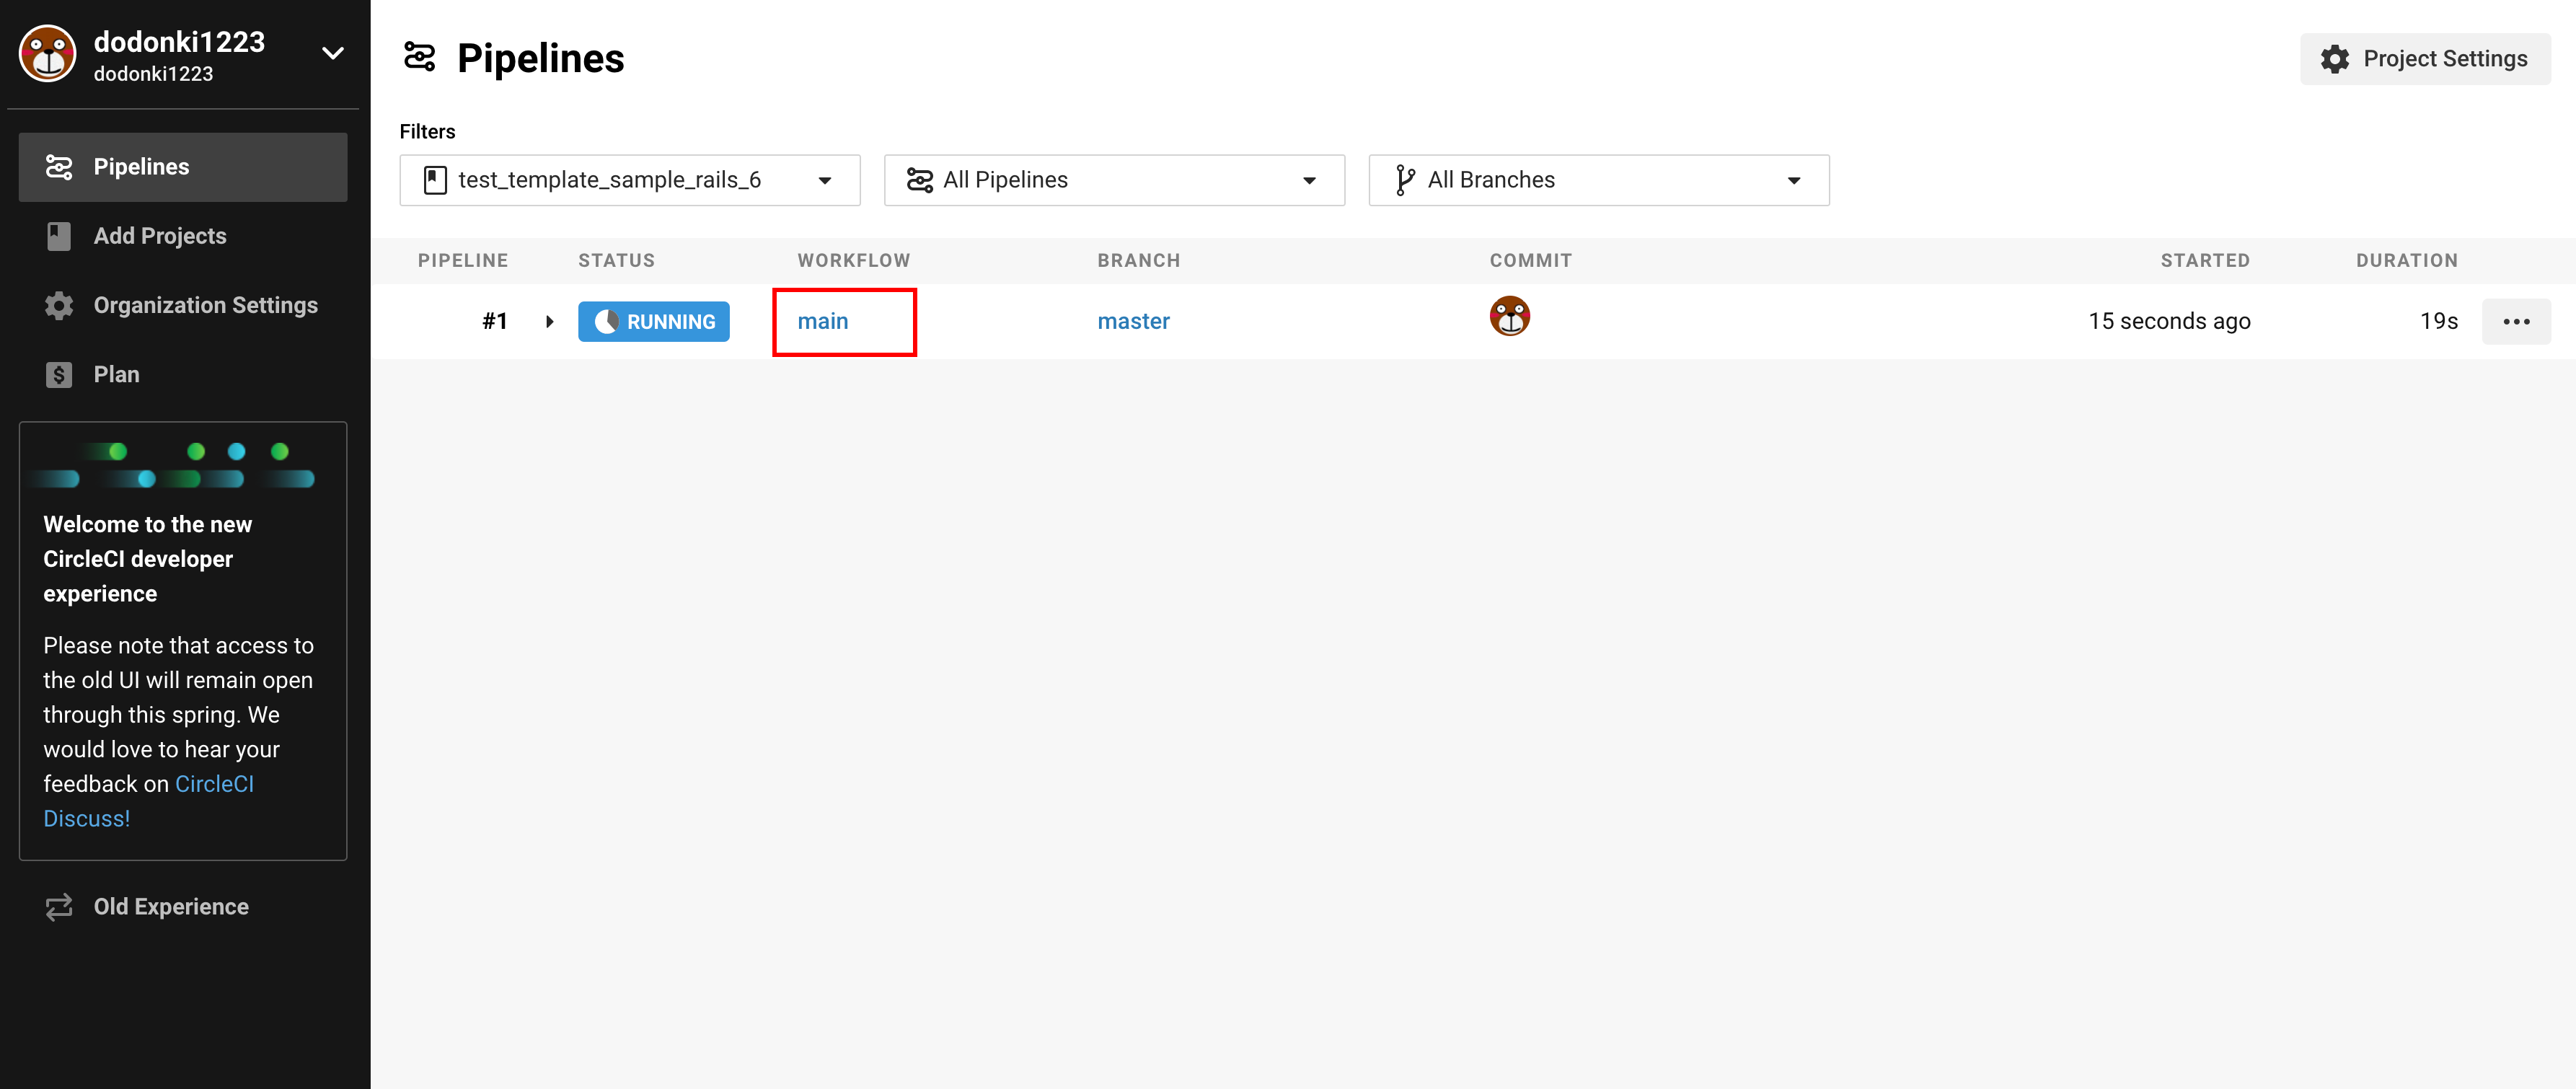 dodonki1223
dodonki1223
Pipelines
Add Projects
Organization Settings
Plan
Welcome to the new
CircleCI developer
experience
Please note that access to
the old UI will remain open
through this spring. We
would love to hear your
feedback on CircleCI
Discuss!
Old Experience
Pipelines
Project Settings
Filters
test_template_sample_rails_6
All Pipelines
All Branches
PIPELINE STATUS WORKFLOW BRANCH COMMIT STARTED DURATION
#1 RUNNING main master 15 seconds ago 19s